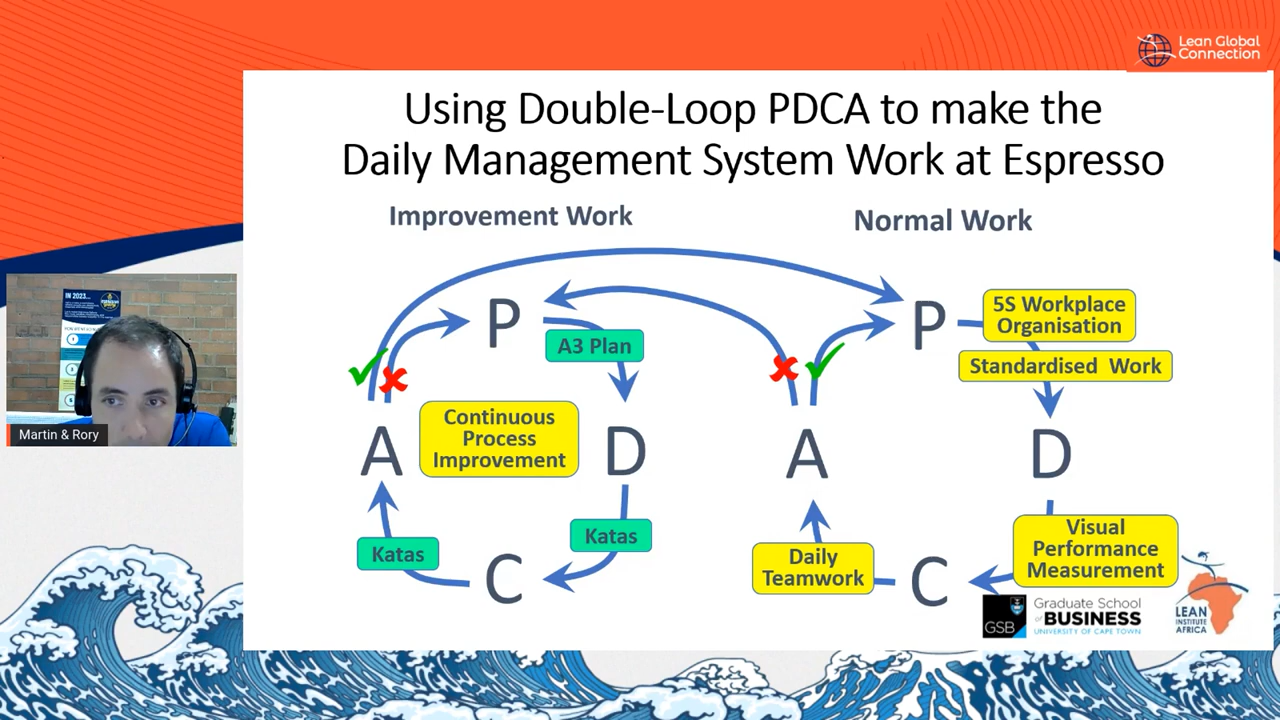 Lean Global
Connection
Using Double-Loop PDCA to make the
Daily Management System Work at Espresso
Improvement Work
Normal Work
P
A3 Plan
A
Continuous
Process
Improvement
D
Katas
Katas
C
P
5S Workplace
Organisation
Standardised Work
A
D
Daily
Teamwork
C
Visual
Performance
Measurement
IN 2023...
Martin & Rory
GSB
Graduate School
of BUSINESS
UNIVERSITY OF CAPE TOWN
LEAN
INSTITUTE
AFRICA